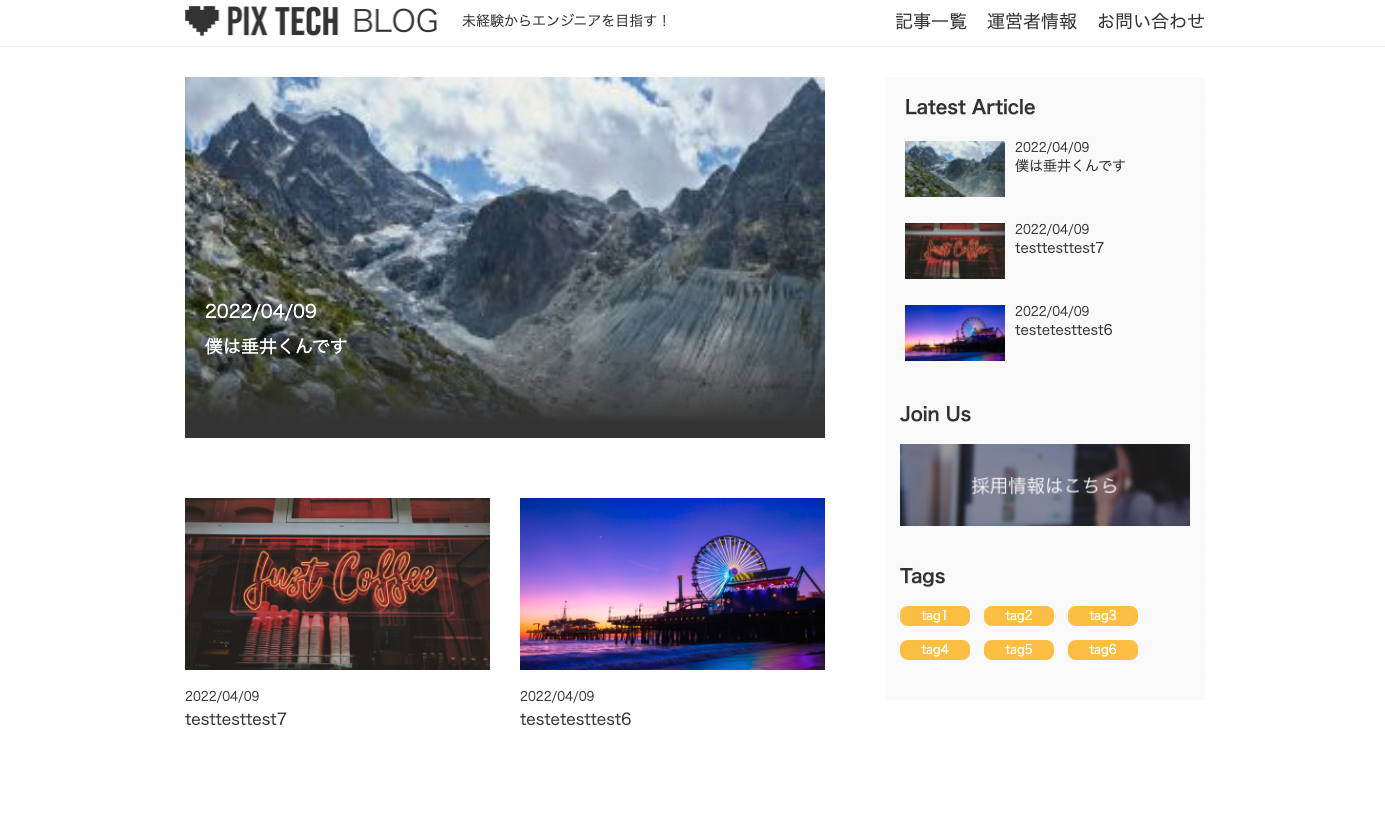 PIX TECH BLOG
未経験からエンジニアを目指す！
記事一覧 運営者情報 お問い合わせ
2022/04/09
僕は垂井くんです
Just Coffee
2022/04/09
testtesttest7
2022/04/09
testetesttest6
Latest Article
2022/04/09
僕は垂井くんです
Just Coffee
2022/04/09
testtesttest7
2022/04/09
testetesttest6
Join Us
採用情報はこちら
Tags
tag1 tag2 tag3
tag4 tag5 tag6